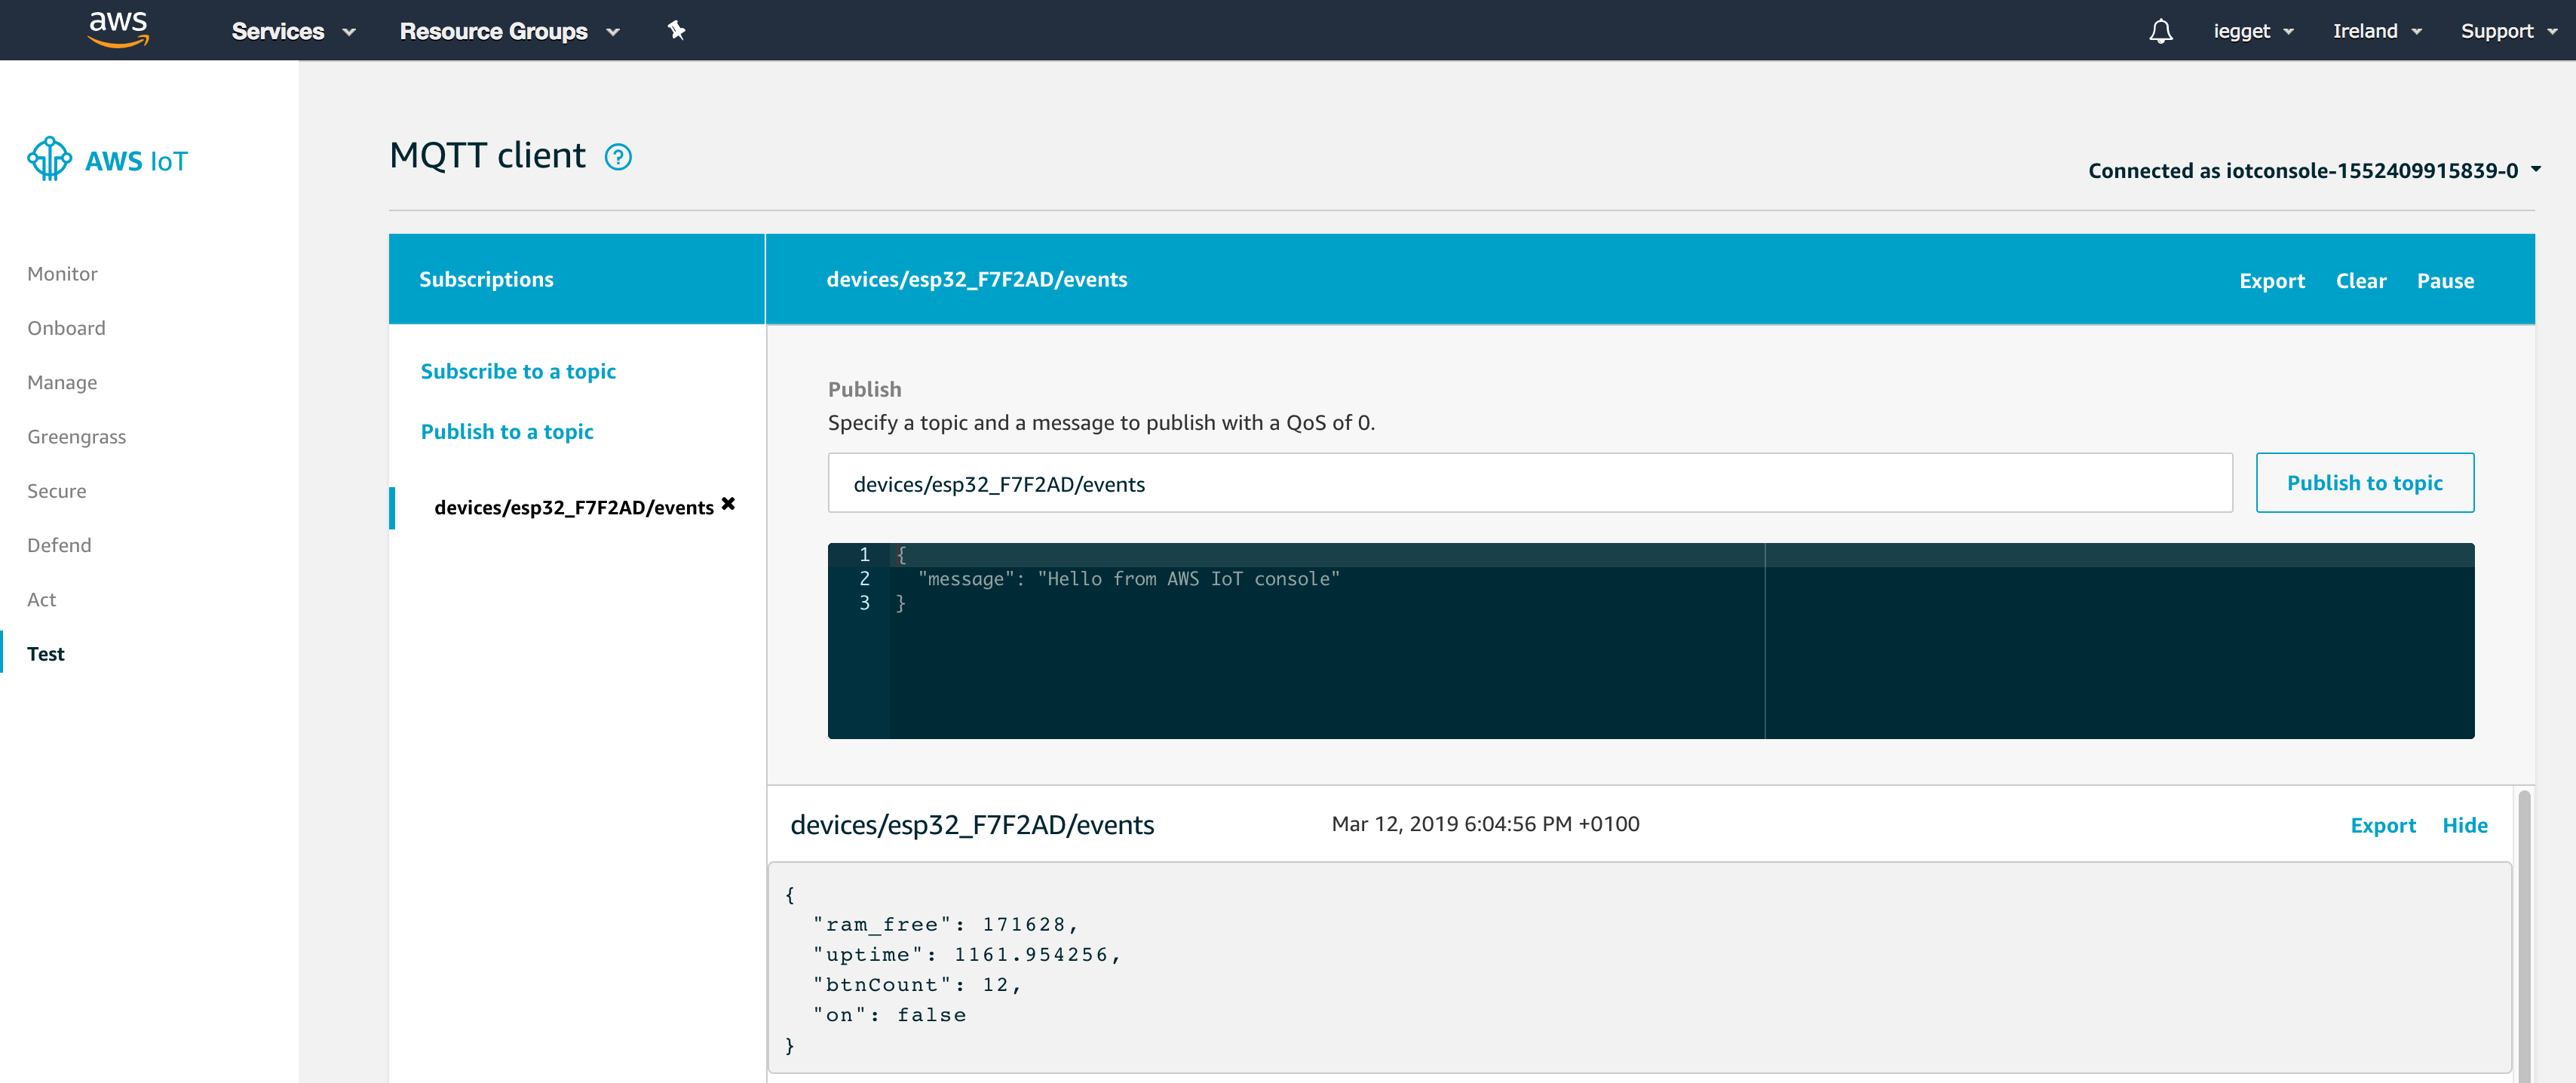 aws
Services
Resource Groups
iegget
Ireland
Support
AWS IoT
Monitor
Onboard
Manage
Greengrass
Secure
Defend
Act
Test
MQTT client ?
Connected as iotconsole-1552409915839-0
Subscriptions
Subscribe to a topic
Publish to a topic
devices/esp32_F7F2AD/events ✖
devices/esp32_F7F2AD/events
Export Clear Pause
Publish
Specify a topic and a message to publish with a QoS of 0.
devices/esp32_F7F2AD/events
Publish to topic
1 {
2 "message": "Hello from AWS IoT console"
3 }
devices/esp32_F7F2AD/events
Mar 12, 2019 6:04:56 PM +0100
Export Hide
{
"ram_free": 171628,
"uptime": 1161.954256,
"btnCount": 12,
"on": false
}